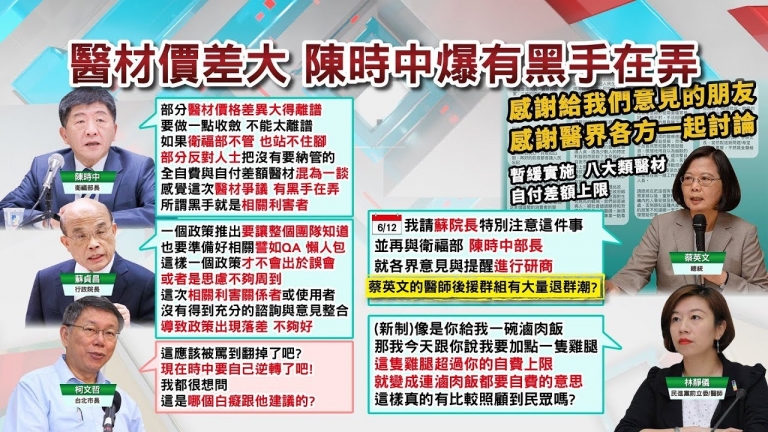 醫材價差大 陳時中爆有黑手在弄
部分醫材價格差異大得離譜
要做一點收斂 不能太離譜
如果衛福部不管 也站不住腳
部分反對人士把沒有要納管的
全自費與自付差額醫材混為一談
感覺這次醫材爭議 有黑手在弄
所謂黑手就是相關利害者
陳時中
衛福部長
一個政策推出要讓整個團隊知道
也要準備好相關譬如QA 懶人包
這樣一個政策才不會出於誤會
或者是思慮不夠周到
這次相關利害關係者或使用者
沒有得到充分的諮詢與意見整合
導致政策出現落差 不夠好
蘇貞昌
行政院長
這應該被罵到翻掉了吧?
現在時中要自己逆轉了吧!
我都很想問
這是哪個白癡跟他建議的?
柯文哲
台北市長
感謝給我們意見的朋友
感謝醫界各方一起討論
暫緩實施 八大類醫材
自付差額上限
6/12
我請蘇院長特別注意這件事
並再與衛福部 陳時中部長
就各界意見與提醒進行研商
蔡英文的醫師後援群組有大量退群潮?
蔡英文
總統
(新制)像是你給我一碗滷肉飯
那我今天跟你說我要加點一隻雞腿
這隻雞腿超過你的自費上限
就變成連滷肉飯都要自費的意思
這樣真的有比較照顧到民眾嗎?
林靜儀
民進黨前立委/醫師